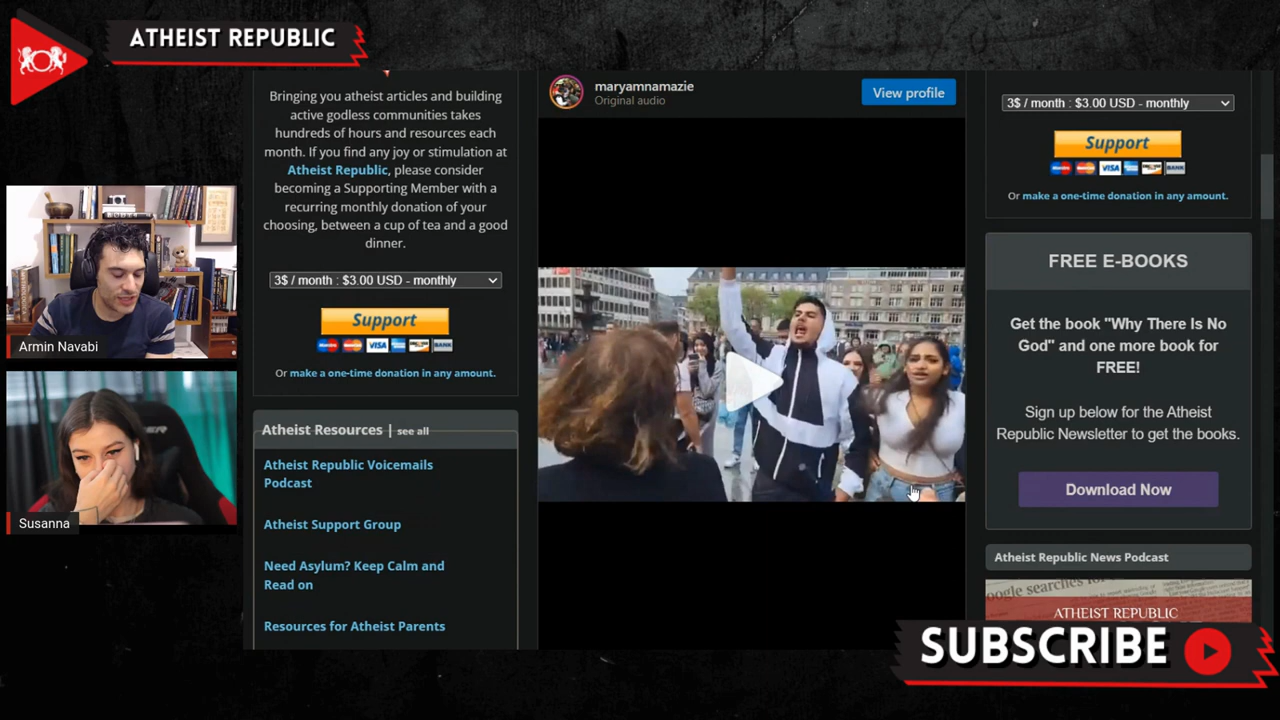 ATHEIST REPUBLIC
Bringing you atheist articles and building
active godless communities takes
hundreds of hours and resources each
month. If you find any joy or stimulation at
Atheist Republic, please consider
becoming a Supporting Member with a
recurring monthly donation of your
choosing, between a cup of tea and a good
dinner.
3$ / month : $3.00 USD - monthly
Support
VISA
BANK
Or make a one-time donation in any amount.
Atheist Resources | see all
Atheist Republic Voicemails
Podcast
Atheist Support Group
Need Asylum? Keep Calm and
Read on
Resources for Atheist Parents
maryamnamazie
Original audio
View profile
3$ / month : $3.00 USD - monthly
Support
VISA
BANK
Or make a one-time donation in any amount.
FREE E-BOOKS
Get the book "Why There Is No
God" and one more book for
FREE!
Sign up below for the Atheist
Republic Newsletter to get the books.
Download Now
Atheist Republic News Podcast
oogle searches for
ATHEIST REPUBLIC
Armin Navabi
Susanna
SUBSCRIBE